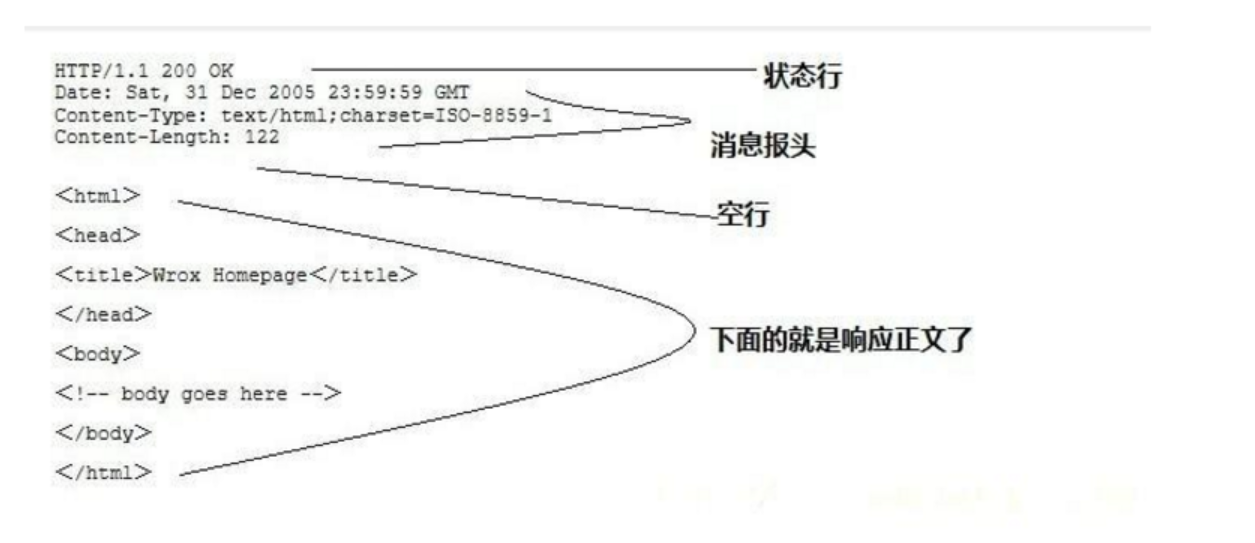 HTTP/1.1 200 OK
状态行
Date: Sat, 31 Dec 2005 23:59:59 GMT
Content-Type: text/html;charset=ISO-8859-1
Content-Length: 122
消息报头
空行
<html>
<head>
<title>Wrox Homepage</title>
</head>
下面的就是响应正文了
<body>
<!-- body goes here -->
</body>
</html>